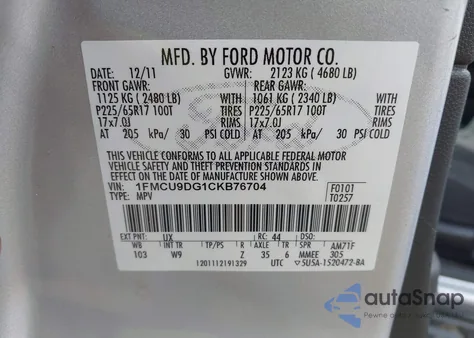 MFD. BY FORD MOTOR CO.
DATE: 12/11 GVWR: 2123 KG ( 4680 LB)
FRONT GAWR: REAR GAWR:
1125 KG ( 2480 LB) WITH 1061 KG ( 2340 LB) WITH
P225/65R17 100T TIRES P225/65R17 100T TIRES
17x7.0J RIMS 17x7.0J RIMS
AT 205 kPa/ 30 PSI COLD AT 205 kPa/ 30 PSI COLD
THIS VEHICLE CONFORMS TO ALL APPLICABLE FEDERAL MOTOR
VEHICLE SAFETY, BUMPER, AND THEFT PREVENTION STANDARDS IN
EFFECT ON THE DATE OF MANUFACTURE SHOWN ABOVE.
VIN: 1FMCU9DG1CKB76704 F0101
TYPE: MPV T0257
EXT PNT: UX RC: 44 DSO:
WB INT TR TP/PS R AXLE TR SPR AM71F
103 W9 Z 35 6 MMEE 305
1201112191329 UTC 5U5A-1520472-BA
Ford
autoSnap